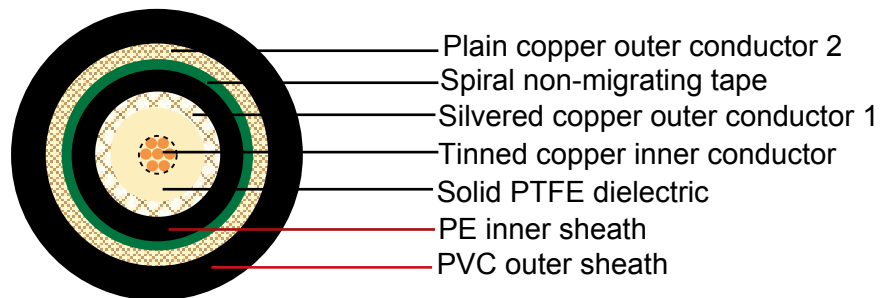 Plain copper outer conductor 2
Spiral non-migrating tape
Silvered copper outer conductor 1
Tinned copper inner conductor
Solid PTFE dielectric
PE inner sheath
PVC outer sheath